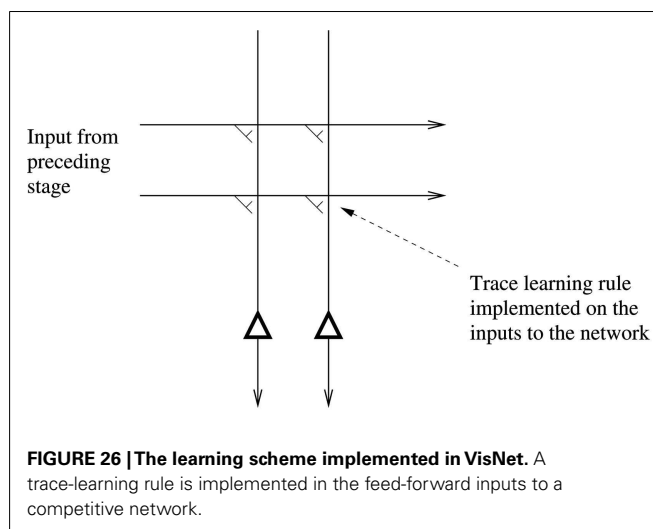 Input from
preceding
stage
Trace learning rule
implemented on the
inputs to the network
FIGURE 26 | The learning scheme implemented in VisNet. A
trace-learning rule is implemented in the feed-forward inputs to a
competitive network.